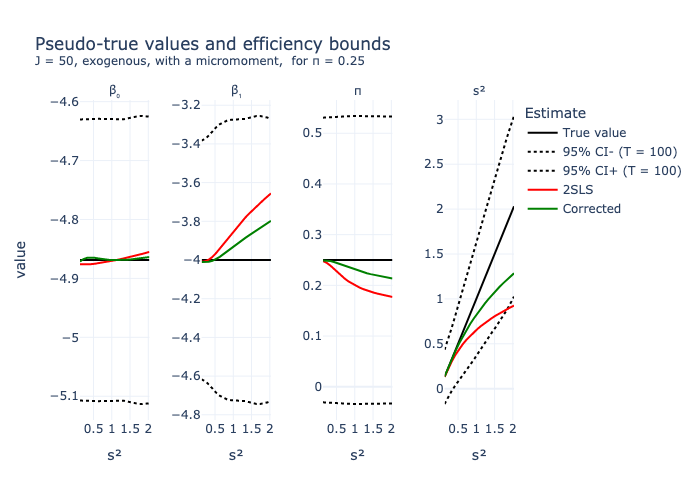 Pseudo-true values and efficiency bounds
J = 50, exogenous, with a micromoment,  for π = 0.25
β₀
β₁
π
s²
Estimate
True value
95% CI- (T = 100)
95% CI+ (T = 100)
2SLS
Corrected
value
−4.6
−4.7
−4.8
−4.9
−5
−5.1
−3.2
−3.4
−3.6
−3.8
−4
−4.2
−4.4
−4.6
−4.8
0.5
0.4
0.3
0.2
0.1
0
3
2.5
2
1.5
1
0.5
0
0.5 1 1.5 2
0.5 1 1.5 2
0.5 1 1.5 2
0.5 1 1.5 2
s²
s²
s²
s²